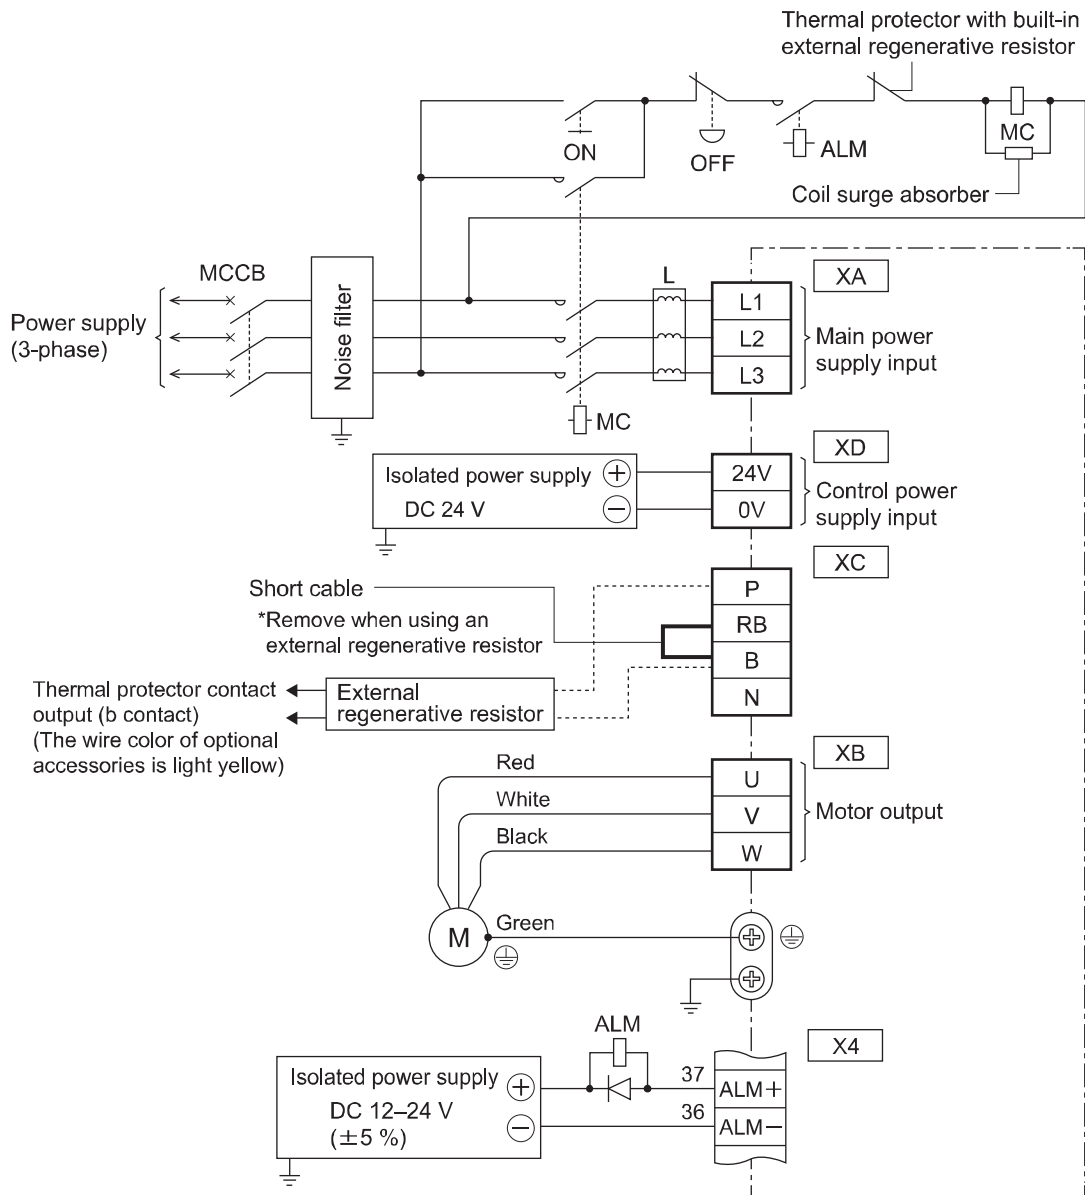 Thermal protector with built-in
external regenerative resistor
ON
OFF
ALM
MC
Coil surge absorber
MCCB
Power supply
(3-phase)
Noise filter
L
MC
L1
L2
L3
XA
Main power
supply input
Isolated power supply
DC 24 V
24V
0V
XD
Control power
supply input
XC
Short cable
*Remove when using an
external regenerative resistor
P
RB
B
N
Thermal protector contact
output (b contact)
(The wire color of optional
accessories is light yellow)
External
regenerative resistor
XB
Red
White
Black
U
V
W
Motor output
M
Green
ALM
X4
Isolated power supply
DC 12–24 V
(±5 %)
37
36
ALM+
ALM−